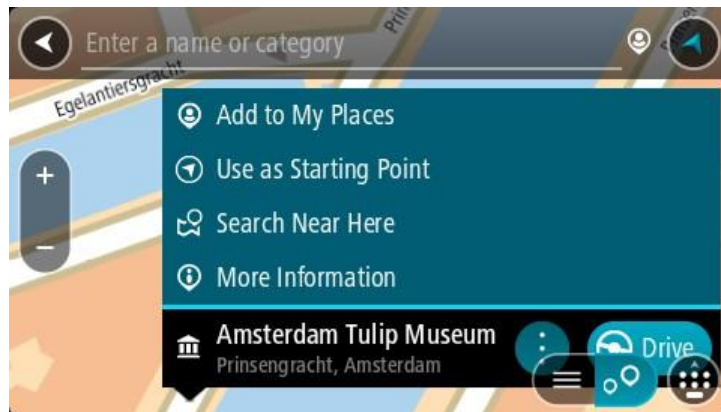 Enter a name or category
Prin
Egelantiersgracht
Add to My Places
Use as Starting Point
Search Near Here
More Information
Amsterdam Tulip Museum
Prinsengracht, Amsterdam
Drive